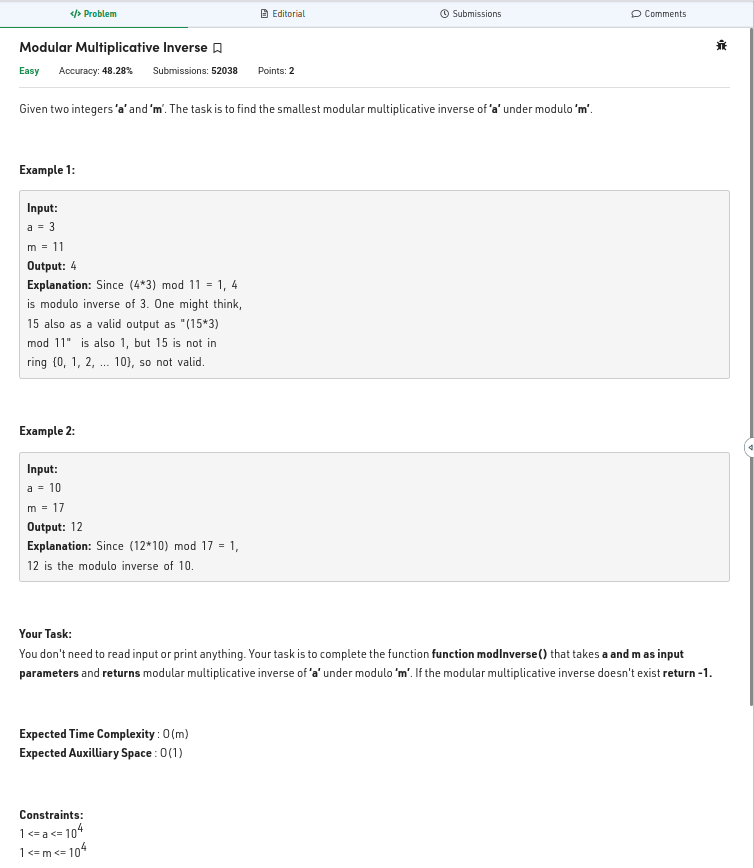 </> Problem
Editorial
Submissions
Comments
Modular Multiplicative Inverse
Easy Accuracy: 48.28% Submissions: 52038 Points: 2
Given two integers ‘a’ and ‘m’. The task is to find the smallest modular multiplicative inverse of ‘a’ under modulo ‘m’.
Example 1:
Input:
a = 3
m = 11
Output: 4
Explanation: Since (4*3) mod 11 = 1, 4
is modulo inverse of 3. One might think,
15 also as a valid output as "(15*3)
mod 11" is also 1, but 15 is not in
ring {0, 1, 2, ... 10}, so not valid.
Example 2:
Input:
a = 10
m = 17
Output: 12
Explanation: Since (12*10) mod 17 = 1,
12 is the modulo inverse of 10.
Your Task:
You don't need to read input or print anything. Your task is to complete the function function modInverse() that takes a and m as input
parameters and returns modular multiplicative inverse of ‘a’ under modulo ‘m’. If the modular multiplicative inverse doesn't exist return -1.
Expected Time Complexity : O(m)
Expected Auxilliary Space : O(1)
Constraints:
1 <= a <= 10^4
1 <= m <= 10^4